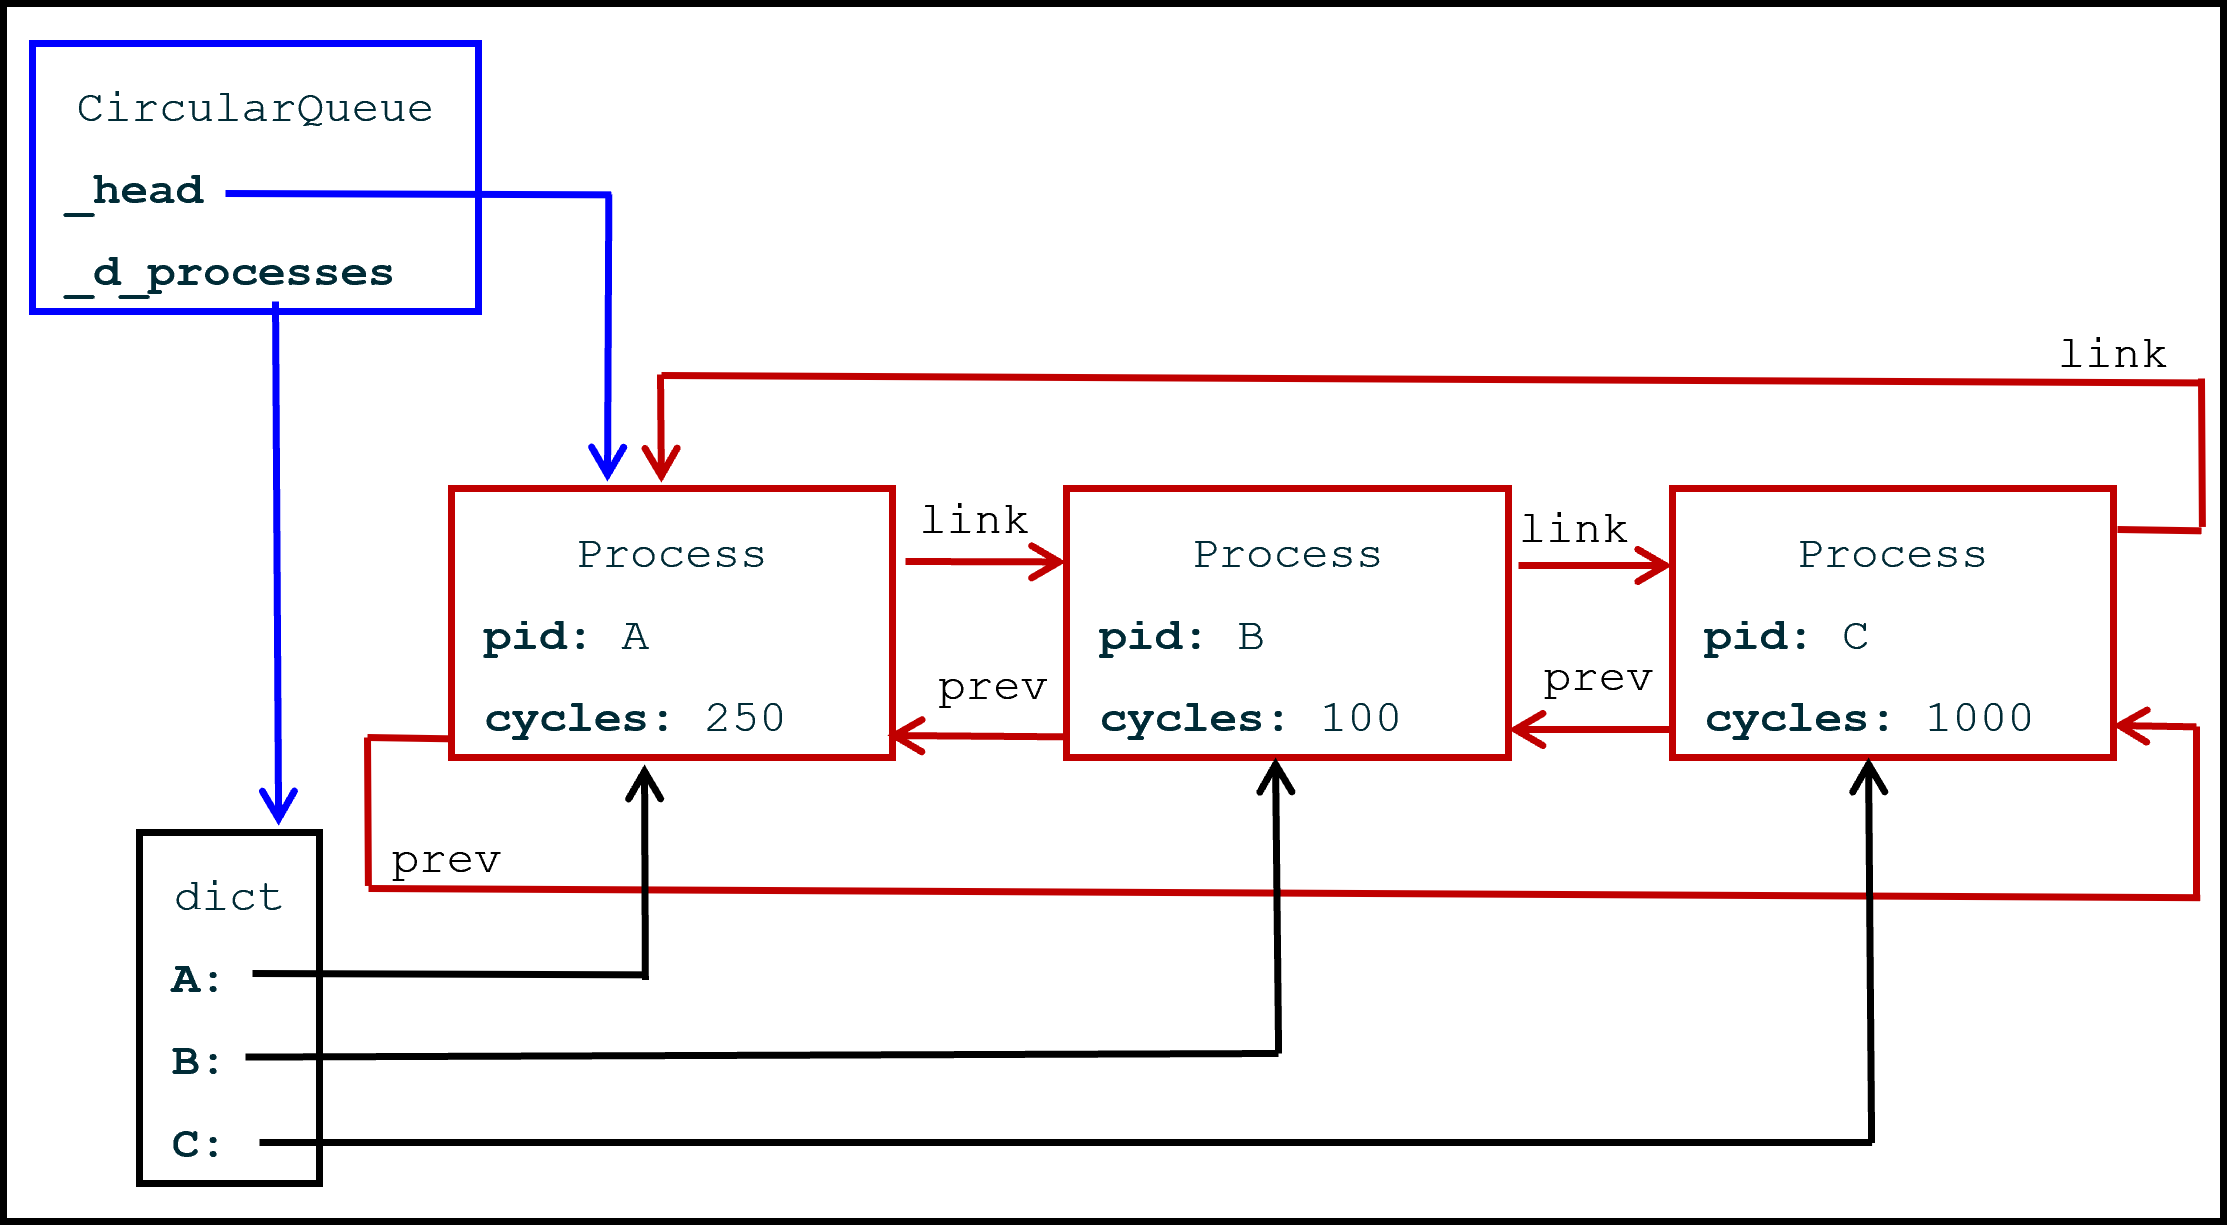 CircularQueue
_head
_d_processes
link
link
link
Process
Process
Process
pid: A
pid: B
pid: C
prev
prev
cycles: 250
cycles: 100
cycles: 1000
prev
dict
A:
B:
C: